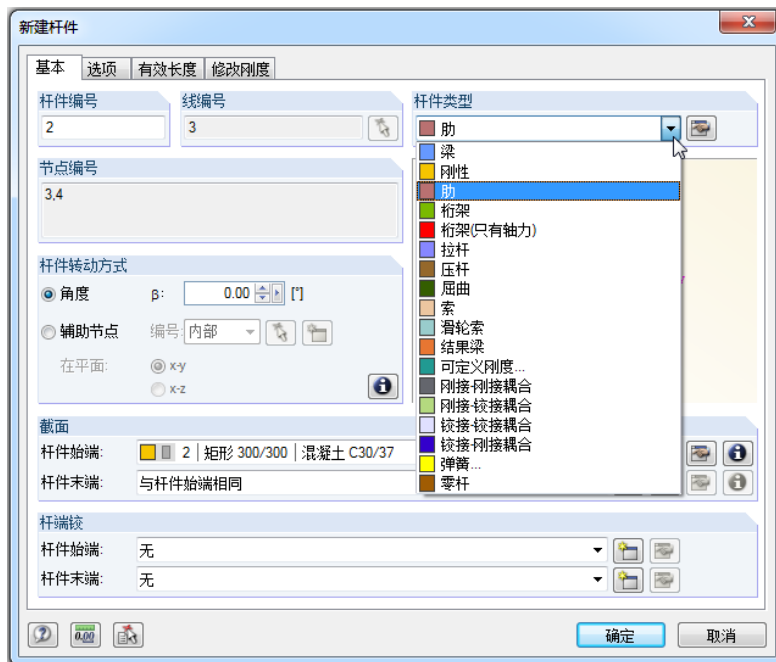 新建杆件
基本 选项 有效长度 修改刚度
杆件编号 线编号 杆件类型
2 3 肋
节点编号
3,4
梁
刚性
肋
桁架
桁架(只有轴力)
拉杆
压杆
屈曲
索
滑轮索
结果梁
可定义刚度...
刚接-刚接耦合
刚接-铰接耦合
铰接-铰接耦合
铰接-刚接耦合
弹簧...
零杆
杆件转动方式
角度 β: 0.00 [°]
辅助节点 编号: 内部
在平面: x-y
x-z
截面
杆件始端: 2 | 矩形 300/300 | 混凝土 C30/37
杆件末端: 与杆件始端相同
杆端铰
杆件始端: 无
杆件末端: 无
0.00 确定 取消